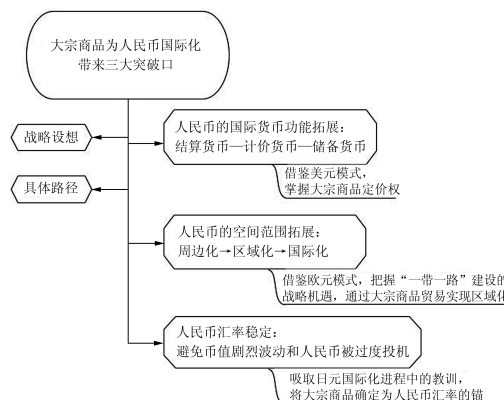 大宗商品为人民币国际化
带来三大突破口
战略设想
人民币的国际货币功能拓展：
结算货币—计价货币—储备货币
借鉴美元模式，
掌握大宗商品定价权
具体路径
人民币的空间范围拓展：
周边化→区域化→国际化
借鉴欧元模式，把握“一带一路”建设的
战略机遇，通过大宗商品贸易实现区域化
人民币汇率稳定：
避免币值剧烈波动和人民币被过度投机
吸取日元国际化进程中的教训，
将大宗商品确定为人民币汇率的锚